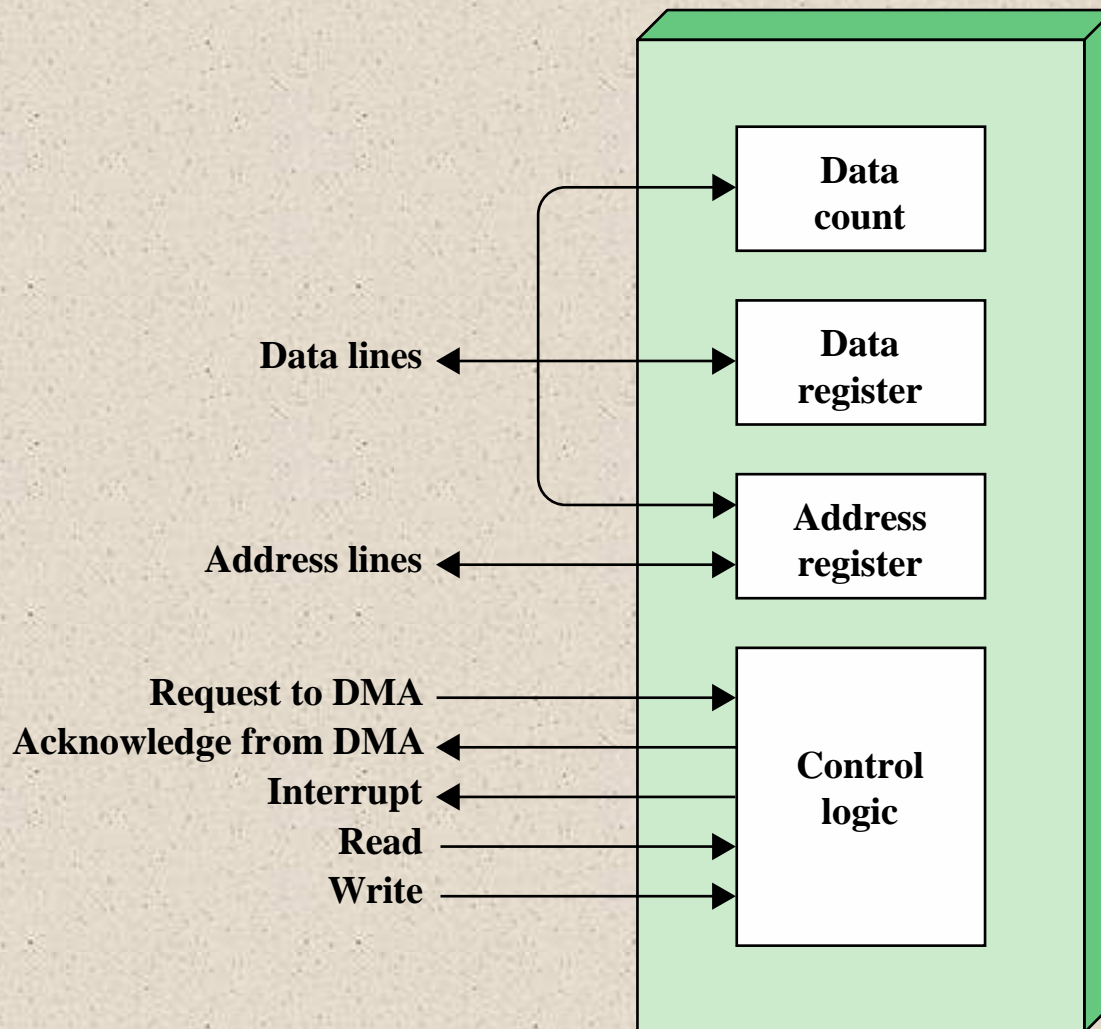 Data
count
Data lines
Data
register
Address
register
Address lines
Request to DMA
Acknowledge from DMA
Interrupt
Read
Write
Control
logic